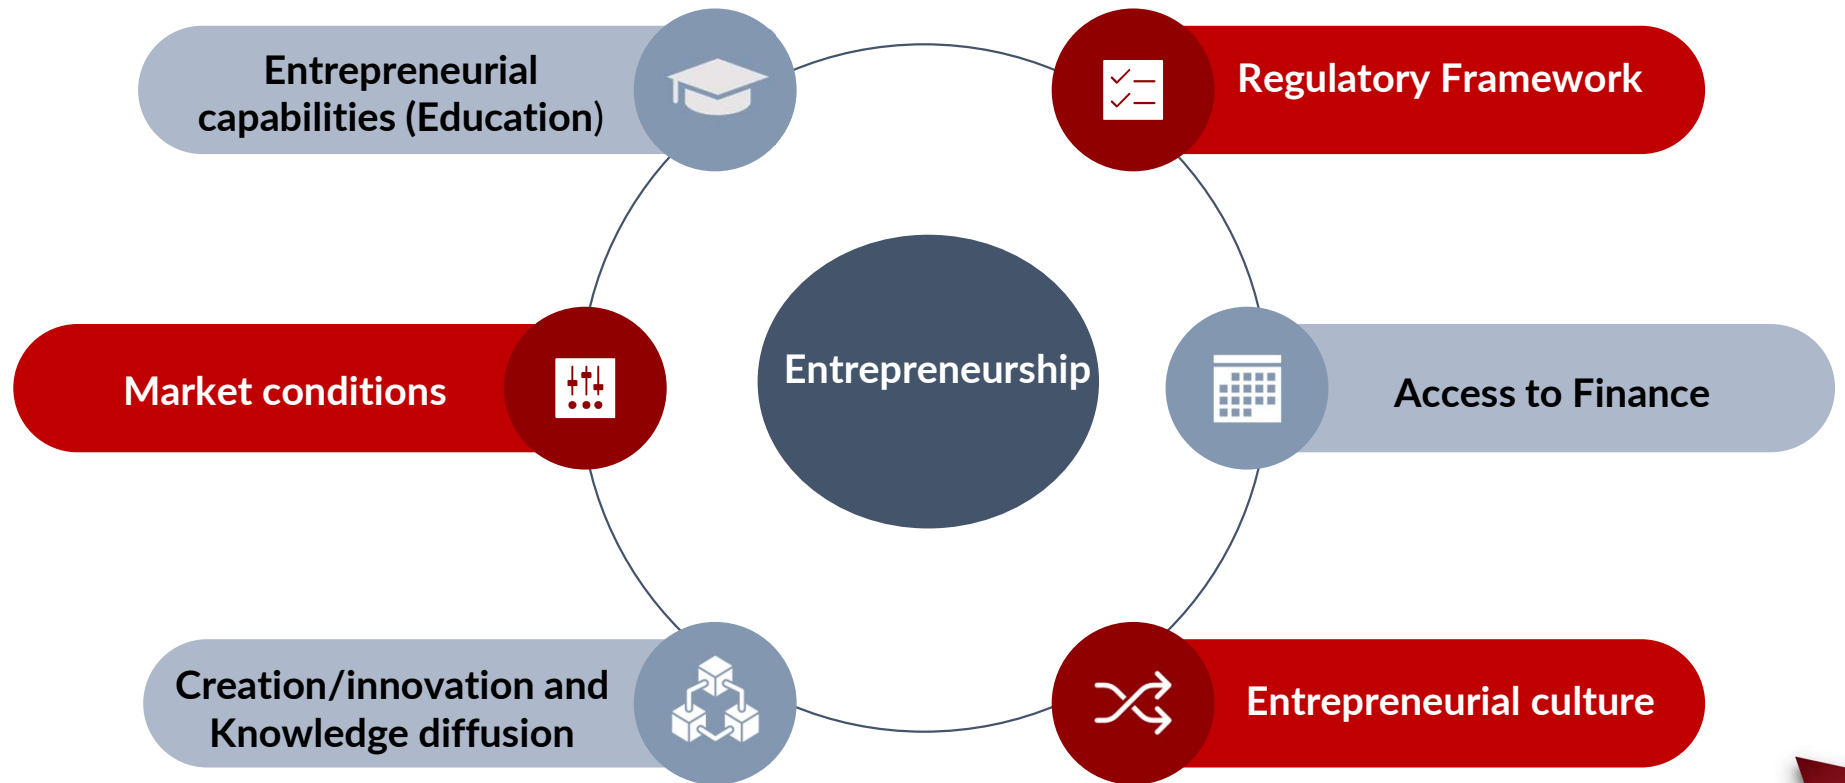 Entrepreneurial
capabilities (Education)
Regulatory Framework
Market conditions
Entrepreneurship
Access to Finance
Creation/innovation and
Knowledge diffusion
Entrepreneurial culture